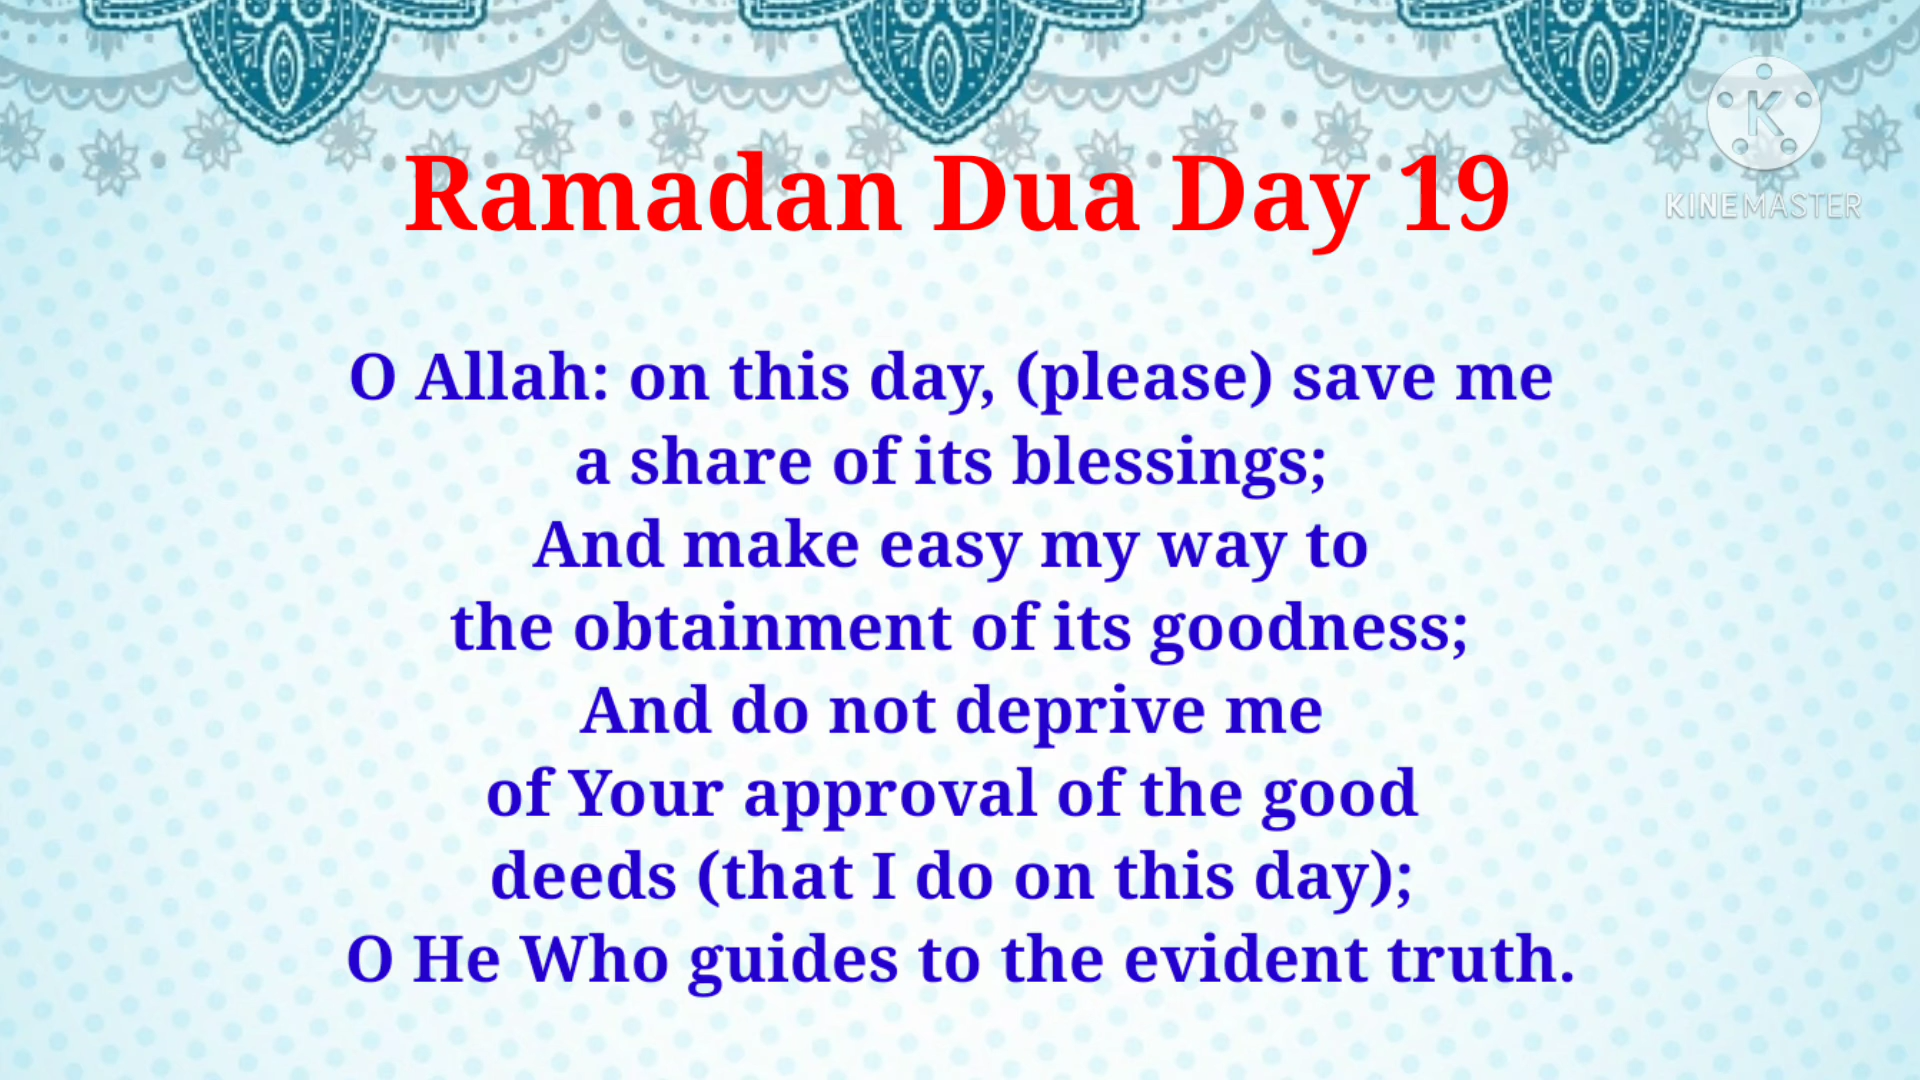 K
KINEMASTER
Ramadan Dua Day 19
O Allah: on this day, (please) save me
a share of its blessings;
And make easy my way to
the obtainment of its goodness;
And do not deprive me
of Your approval of the good
deeds (that I do on this day);
O He Who guides to the evident truth.